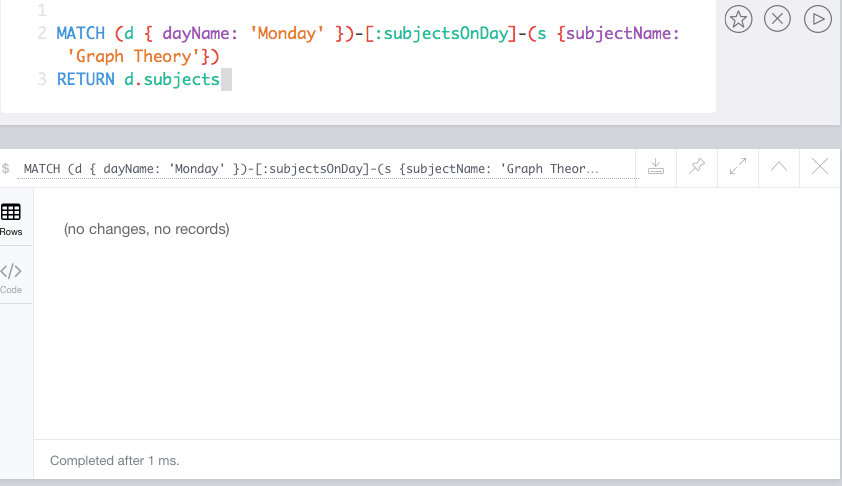 1
2 MATCH (d { dayName: 'Monday' })-[:subjectsOnDay]-(s {subjectName:
'Graph Theory'})
3 RETURN d.subjects
$ MATCH (d { dayName: 'Monday' })-[:subjectsOnDay]-(s {subjectName: 'Graph Theor...
Rows
(no changes, no records)
</> Code
Completed after 1 ms.